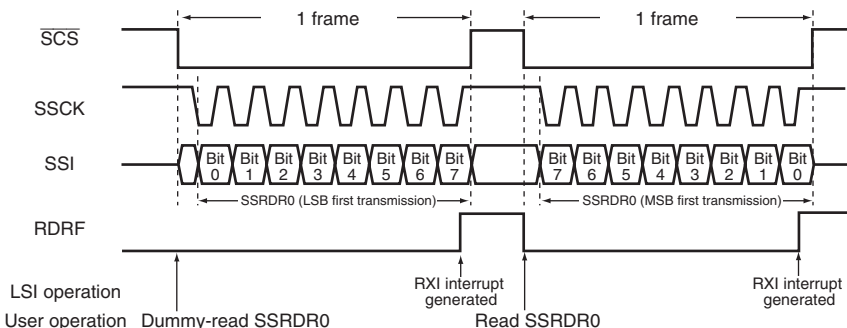 1 frame 1 frame
SCS
SSCK
SSI Bit 0 Bit 1 Bit 2 Bit 3 Bit 4 Bit 5 Bit 6 Bit 7 Bit 7 Bit 6 Bit 5 Bit 4 Bit 3 Bit 2 Bit 1 Bit 0
SSRDR0 (LSB first transmission) SSRDR0 (MSB first transmission)
RDRF
LSI operation RXI interrupt generated RXI interrupt generated
User operation Dummy-read SSRDR0 Read SSRDR0